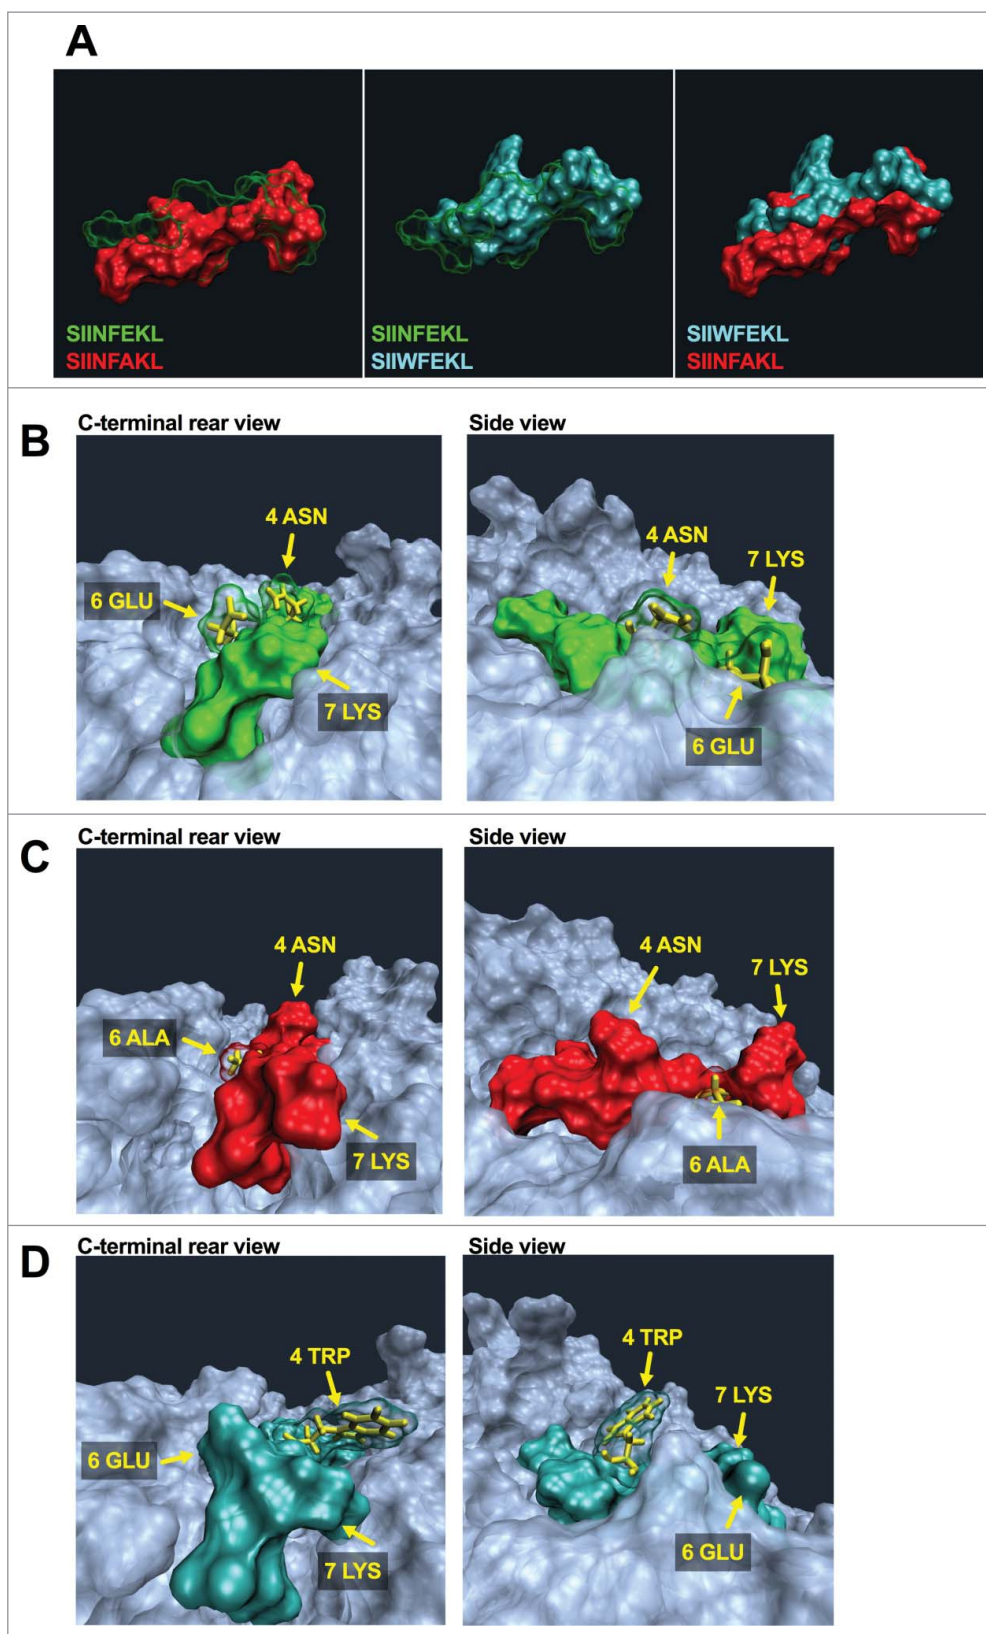 A
SIINFEKL
SIINFAKL
SIINFEKL
SIIWFEKL
SIIWFEKL
SIINFAKL
B
C-terminal rear view
Side view
4 ASN
6 GLU
7 LYS
4 ASN
7 LYS
6 GLU
C
C-terminal rear view
Side view
4 ASN
6 ALA
7 LYS
4 ASN
7 LYS
6 ALA
D
C-terminal rear view
Side view
4 TRP
6 GLU
7 LYS
4 TRP
7 LYS
6 GLU